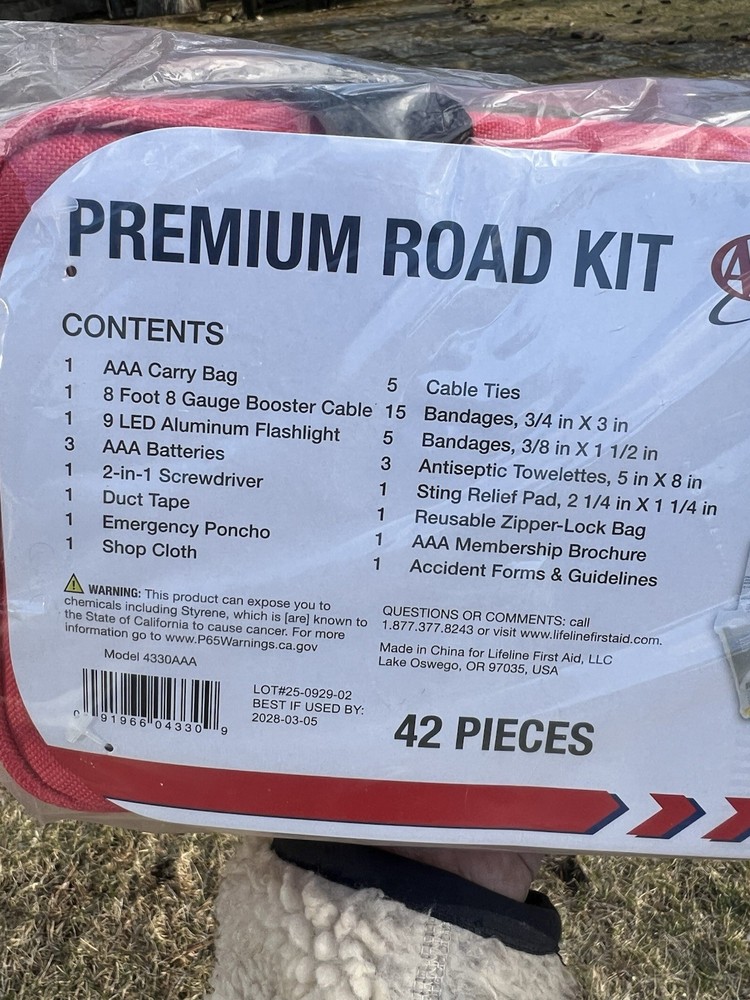 PREMIUM ROAD KIT
CONTENTS
1 AAA Carry Bag
1 8 Foot 8 Gauge Booster Cable
1 9 LED Aluminum Flashlight
3 AAA Batteries
1 2-in-1 Screwdriver
1 Duct Tape
1 Emergency Poncho
1 Shop Cloth
5 Cable Ties
15 Bandages, 3/4 in X 3 in
5 Bandages, 3/8 in X 1 1/2 in
3 Antiseptic Towelettes, 5 in X 8 in
1 Sting Relief Pad, 2 1/4 in X 1 1/4 in
1 Reusable Zipper-Lock Bag
1 AAA Membership Brochure
1 Accident Forms & Guidelines
WARNING: This product can expose you to
chemicals including Styrene, which is [are] known to
the State of California to cause cancer. For more
information go to www.P65Warnings.ca.gov
Model 4330AAA
0 91966 04330 9
LOT#25-0929-02
BEST IF USED BY:
2028-03-05
QUESTIONS OR COMMENTS: call
1.877.377.8243 or visit www.lifelinefirstaid.com.
Made in China for Lifeline First Aid, LLC
Lake Oswego, OR 97035, USA
42 PIECES